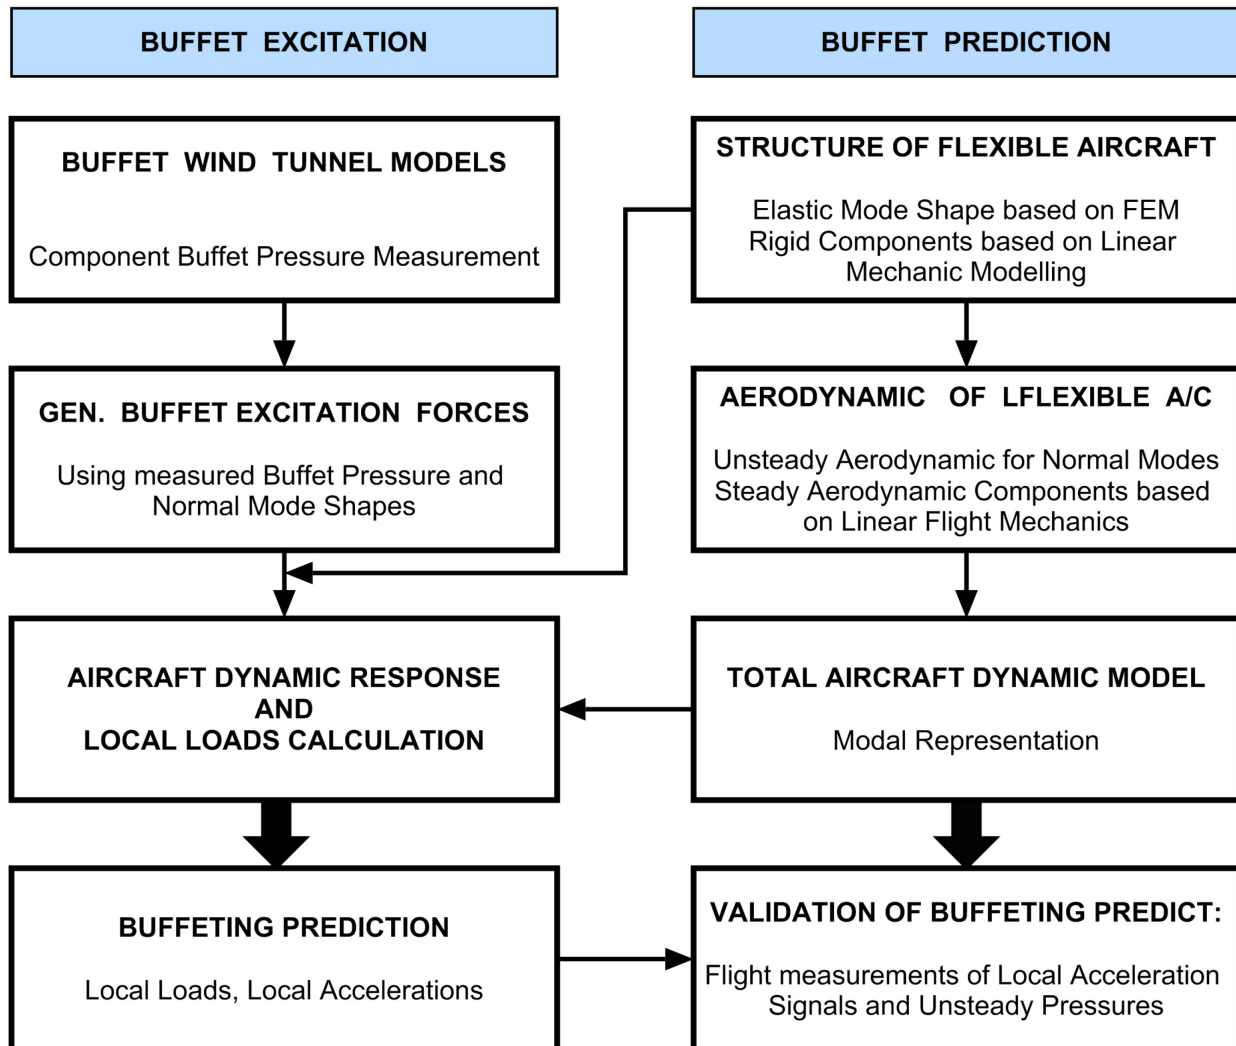 BUFFET EXCITATION
BUFFET PREDICTION
BUFFET WIND TUNNEL MODELS
Component Buffet Pressure Measurement
STRUCTURE OF FLEXIBLE AIRCRAFT
Elastic Mode Shape based on FEM
Rigid Components based on Linear
Mechanic Modelling
GEN. BUFFET EXCITATION FORCES
Using measured Buffet Pressure and
Normal Mode Shapes
AERODYNAMIC OF LFLEXIBLE A/C
Unsteady Aerodynamic for Normal Modes
Steady Aerodynamic Components based
on Linear Flight Mechanics
AIRCRAFT DYNAMIC RESPONSE
AND
LOCAL LOADS CALCULATION
TOTAL AIRCRAFT DYNAMIC MODEL
Modal Representation
BUFFETING PREDICTION
Local Loads, Local Accelerations
VALIDATION OF BUFFETING PREDICT:
Flight measurements of Local Acceleration
Signals and Unsteady Pressures